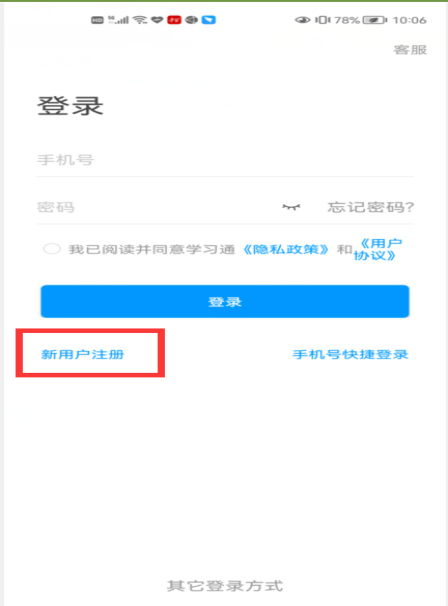 HD 5G 78% 10:06
客服
登录
手机号
密码 忘记密码?
我已阅读并同意学习通《隐私政策》和《用户
协议》
登录
新用户注册 手机号快捷登录
其它登录方式